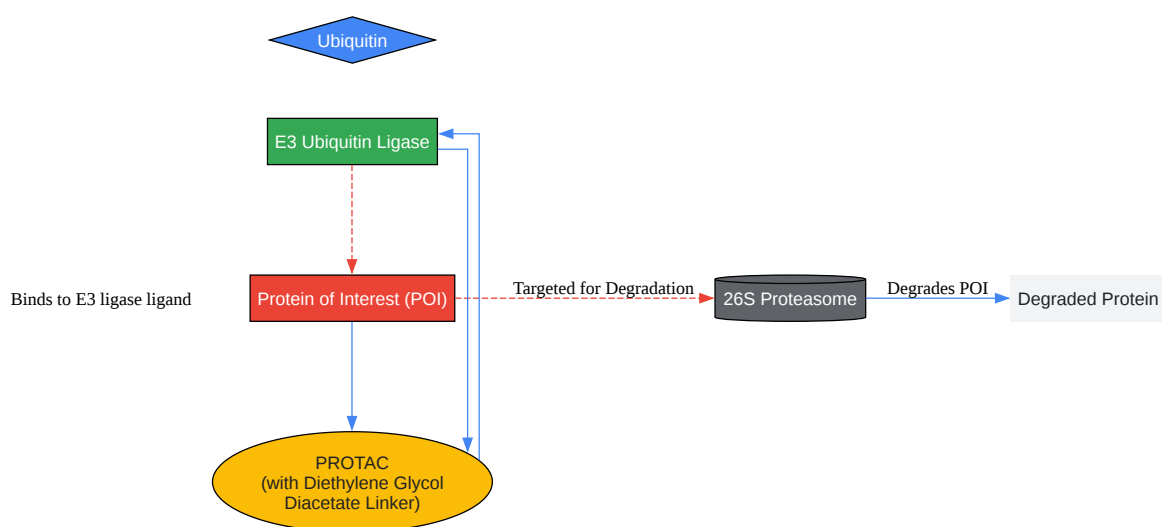 Ubiquitin
E3 Ubiquitin Ligase
Binds to E3 ligase ligand
Protein of Interest (POI)
Targeted for Degradation
26S Proteasome
Degrades POI
Degraded Protein
PROTAC
(with Diethylene Glycol
Diacetate Linker)